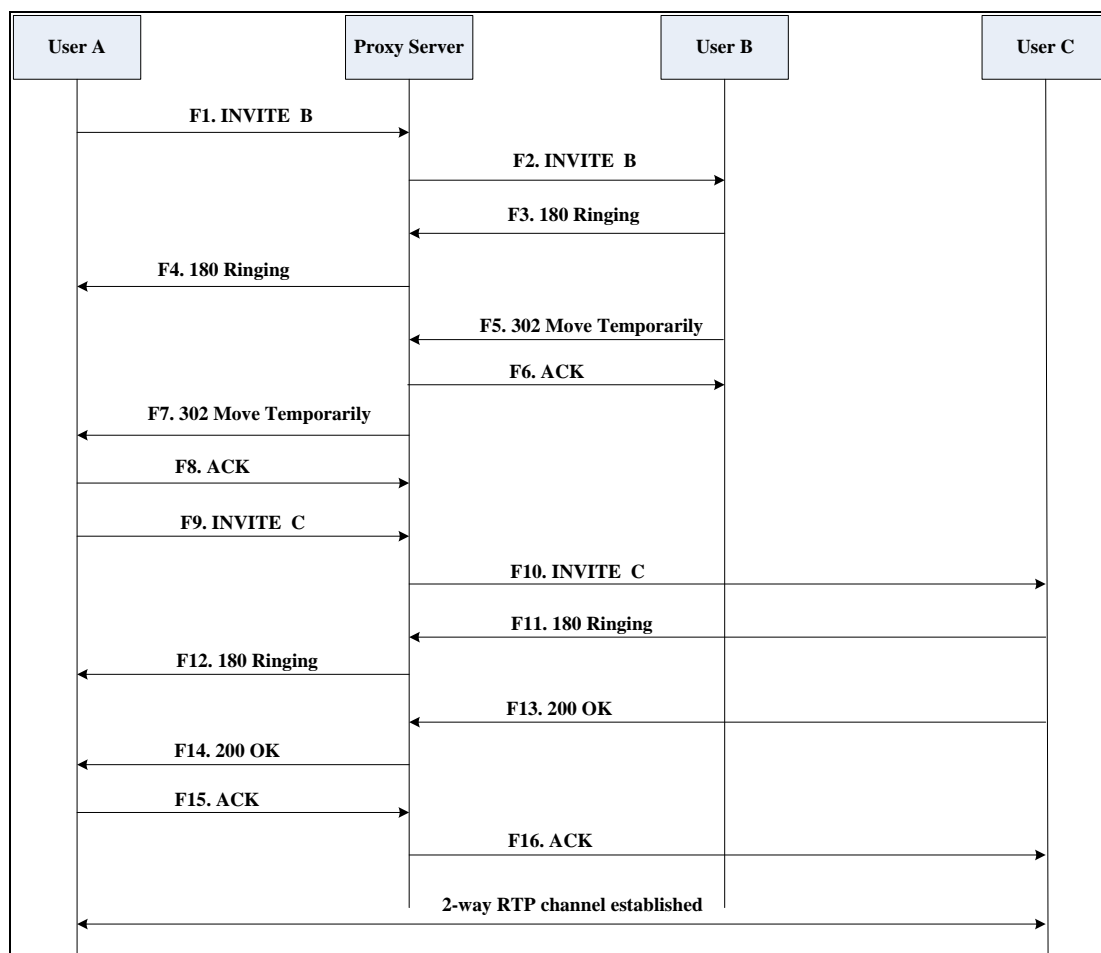 User A
Proxy Server
User B
User C
F1. INVITE B
F2. INVITE B
F3. 180 Ringing
F4. 180 Ringing
F5. 302 Move Temporarily
F6. ACK
F7. 302 Move Temporarily
F8. ACK
F9. INVITE C
F10. INVITE C
F11. 180 Ringing
F12. 180 Ringing
F13. 200 OK
F14. 200 OK
F15. ACK
F16. ACK
2-way RTP channel established